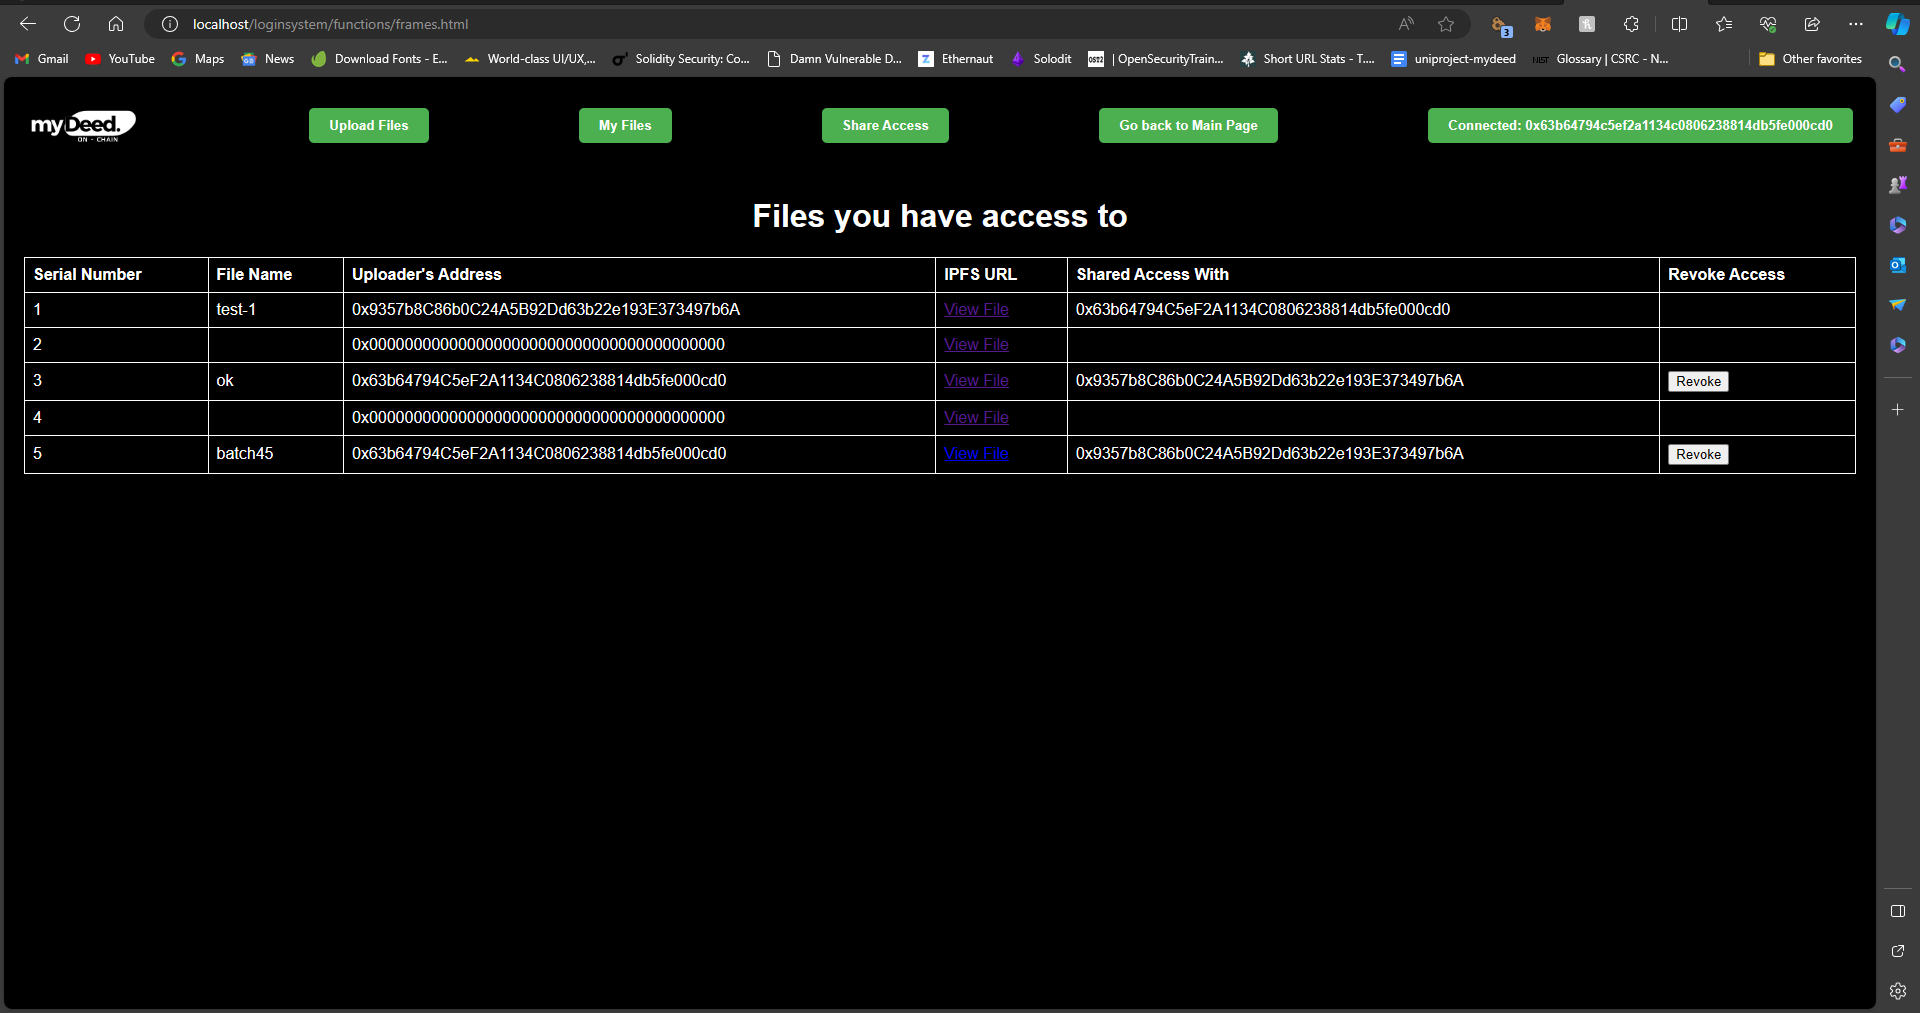 localhost/loginsystem/functions/frames.html
3
Gmail YouTube Maps News Download Fonts - E... World-class UI/UX,... Solidity Security: Co... Damn Vulnerable D... Ethernaut Solodit OST2 | OpenSecurityTrain... Short URL Stats - T.... uniproject-mydeed NIST Glossary | CSRC - N... Other favorites
myDeed. Upload Files My Files Share Access Go back to Main Page Connected: 0x63b64794c5ef2a1134c0806238814db5fe000cd0
ON - CHAIN
Files you have access to
Serial Number File Name Uploader's Address IPFS URL Shared Access With Revoke Access
1 test-1 0x9357b8C86b0C24A5B92Dd63b22e193E373497b6A View File 0x63b64794C5eF2A1134C0806238814db5fe000cd0
2 0x0000000000000000000000000000000000000000 View File
3 ok 0x63b64794C5eF2A1134C0806238814db5fe000cd0 View File 0x9357b8C86b0C24A5B92Dd63b22e193E373497b6A Revoke
4 0x0000000000000000000000000000000000000000 View File
5 batch45 0x63b64794C5eF2A1134C0806238814db5fe000cd0 View File 0x9357b8C86b0C24A5B92Dd63b22e193E373497b6A Revoke